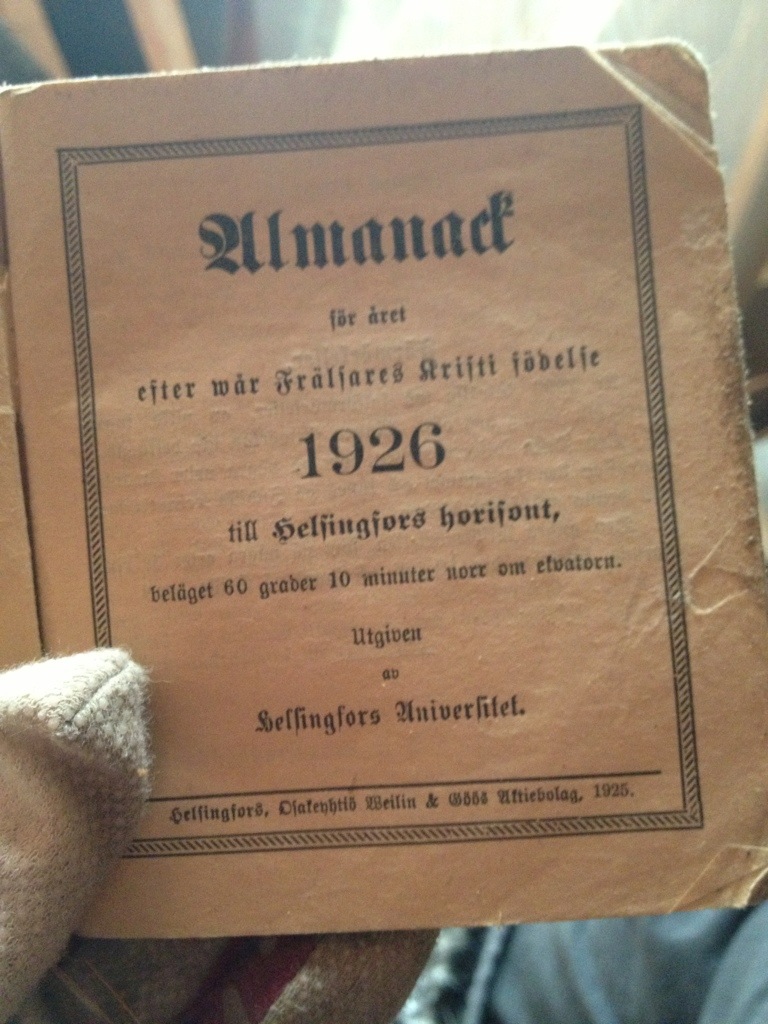 Almanack
för året
efter wår Frälsares Kristi födelse
1926
till Helsingfors horisont,
beläget 60 grader 10 minuter norr om ekvatorn.
Utgiven
av
Helsingfors Universitet.
Helsingfors, Osakeyhtiö Weilin & Göös Aktiebolag, 1925.